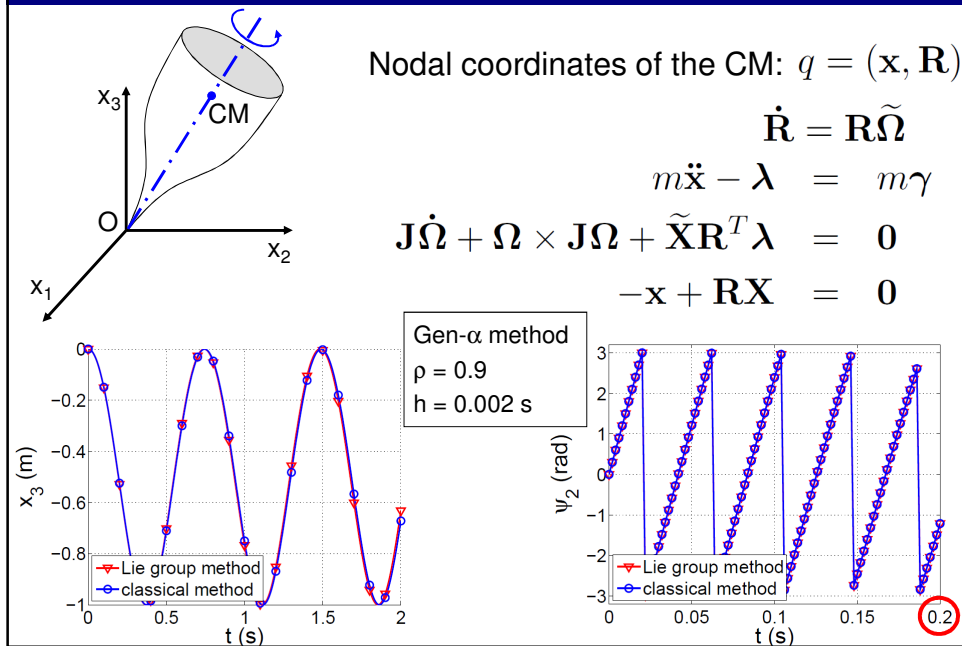 x₃
CM
O
x₂
x₁
Nodal coordinates of the CM: q = (𝐱, 𝐑)
𝐑̇ = 𝐑𝛀̃
m𝐱̈ − 𝛌 = m𝛄
𝐉𝛀̇ + 𝛀 × 𝐉𝛀 + 𝐗̃𝐑ᵀ𝛌 = 𝟎
−𝐱 + 𝐑𝐗 = 𝟎
Gen-α method
ρ = 0.9
h = 0.002 s
x_3 (m)
0
−0.2
−0.4
−0.6
−0.8
−1
Lie group method
classical method
0 0.5 1 1.5 2
t (s)
ψ_2 (rad)
3
2
1
0
−1
−2
−3
Lie group method
classical method
0 0.05 0.1 0.15 0.2
t (s)